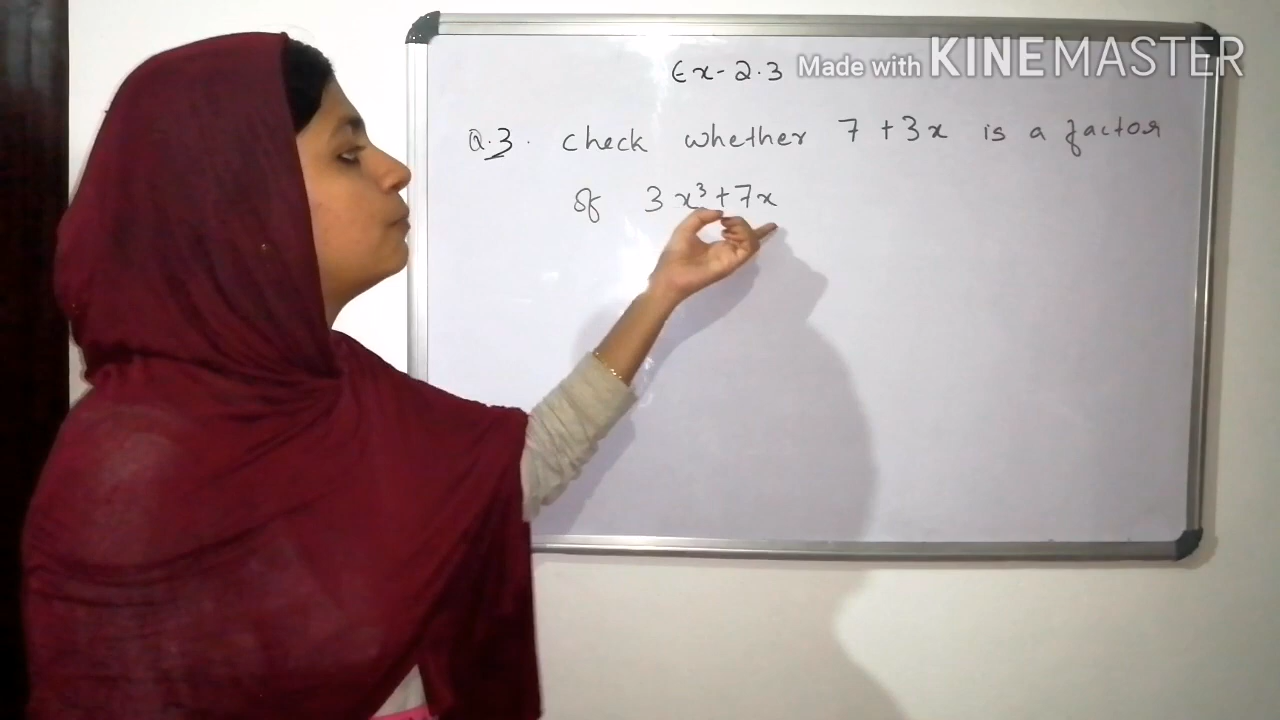 Ex-2.3
Made with KINEMASTER
Q.3. check whether 7 + 3x is a factor
of 3x³+7x